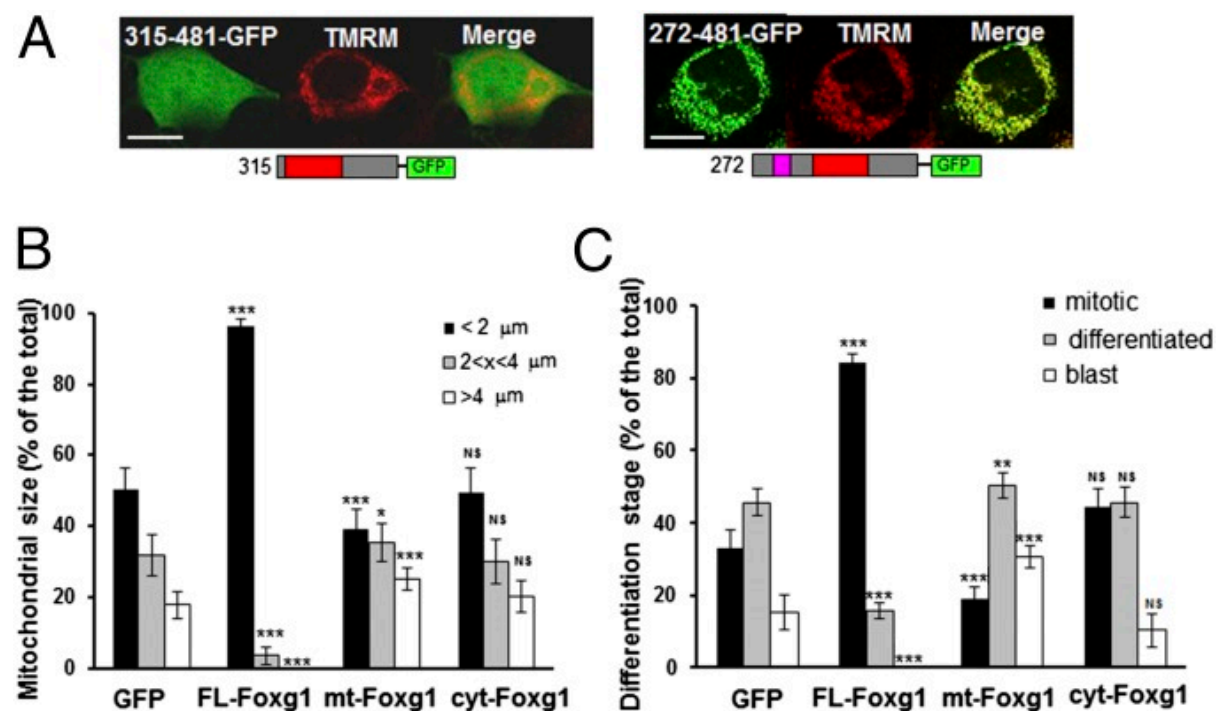 A
315-481-GFP TMRM Merge
272-481-GFP TMRM Merge
315 GFP
272 GFP
B
Mitochondrial size (% of the total)
100
80
60
40
20
0
< 2 μm
2<x<4 μm
>4 μm
***
***
***
***
*
***
NS
NS
NS
GFP FL-Foxg1 mt-Foxg1 cyt-Foxg1
C
Differentiation stage (% of the total)
100
80
60
40
20
0
mitotic
differentiated
blast
***
***
***
***
**
***
NS
NS
NS
GFP FL-Foxg1 mt-Foxg1 cyt-Foxg1